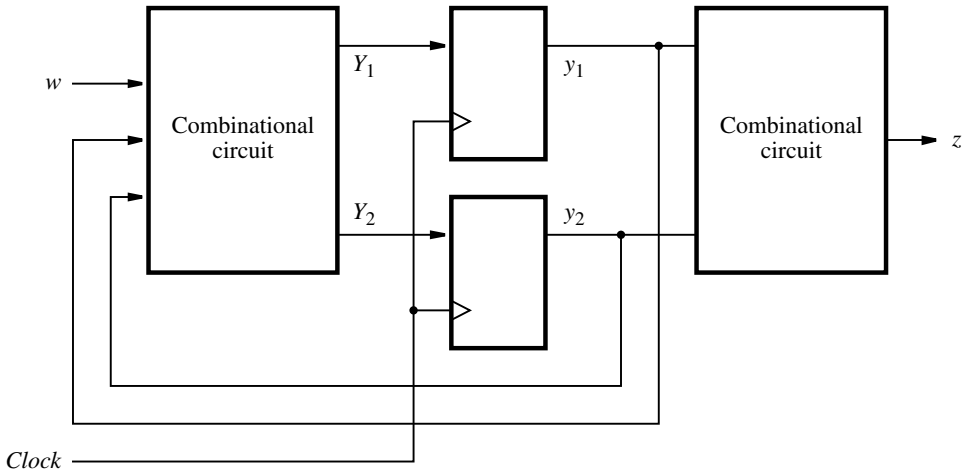 w
Combinational
circuit
Y1
Y2
y1
y2
Combinational
circuit
z
Clock